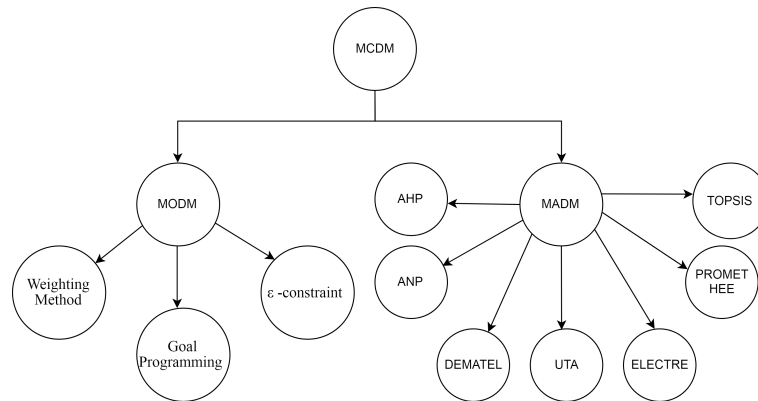 MCDM
MODM
MADM
AHP
TOPSIS
ANP
PROMET
HEE
Weighting
Method
ε -constraint
Goal
Programming
DEMATEL
UTA
ELECTRE